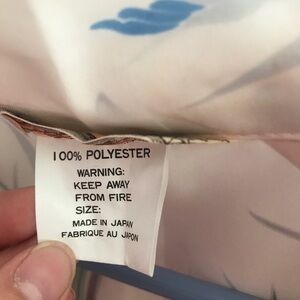 100% POLYESTER
WARNING:
KEEP AWAY
FROM FIRE
SIZE:
MADE IN JAPAN
FABRIQUE AU JAPON